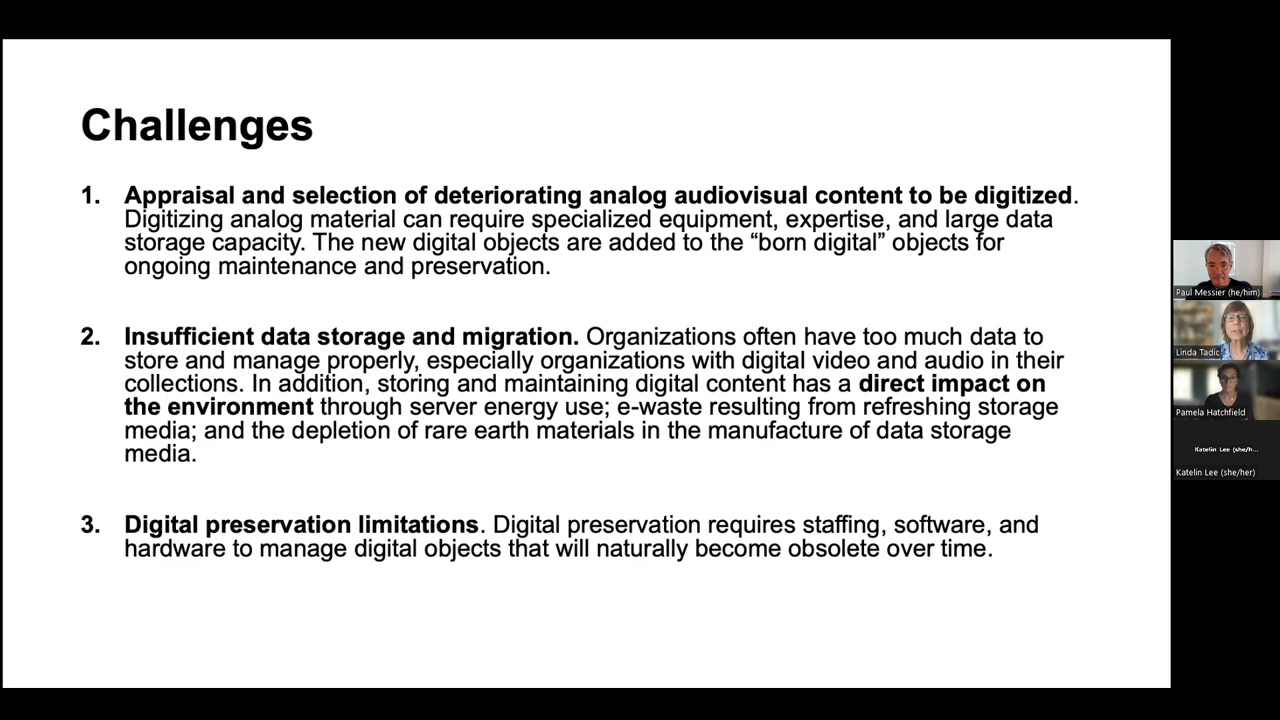 Challenges
1. Appraisal and selection of deteriorating analog audiovisual content to be digitized.
Digitizing analog material can require specialized equipment, expertise, and large data
storage capacity. The new digital objects are added to the “born digital” objects for
ongoing maintenance and preservation.
2. Insufficient data storage and migration. Organizations often have too much data to
store and manage properly, especially organizations with digital video and audio in their
collections. In addition, storing and maintaining digital content has a direct impact on
the environment through server energy use; e-waste resulting from refreshing storage
media; and the depletion of rare earth materials in the manufacture of data storage
media.
3. Digital preservation limitations. Digital preservation requires staffing, software, and
hardware to manage digital objects that will naturally become obsolete over time.
Paul Messier (he/him)
Linda Tadic
Pamela Hatchfield
Katelin Lee (she/h...
Katelin Lee (she/her)